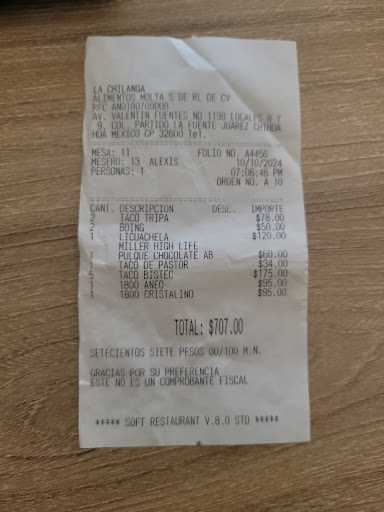 LA CHILANGA
ALIMENTOS MOLTA S DE RL DE CV
RFC AMO180709DU8
AV. VALENTIN FUENTES NO 1198 LOCALES 8 Y
9, COL. PARTIDO LA FUENTE JUAREZ CHIHUA
HUA MEXICO CP 32600 Tel.
MESA: 11 FOLIO NO. A4456
MESERO: 13 ALEXIS 10/10/2024
PERSONAS: 1 07:06:46 PM
ORDEN NO. A 10
CANT. DESCRIPCION DESC. IMPORTE
2 TACO TRIPA $78.00
2 BOING $50.00
1 LICUACHELA $120.00
MILLER HIGH LIFE
1 PULQUE CHOCOLATE AB $60.00
1 TACO DE PASTOR $34.00
5 TACO BISTEC $175.00
1 1800 ANEO $95.00
1 1800 CRISTALINO $95.00
TOTAL: $707.00
SETECIENTOS SIETE PESOS 00/100 M.N.
GRACIAS POR SU PREFERENCIA
ESTE NO ES UN COMPROBANTE FISCAL
***** SOFT RESTAURANT V.8.0 STD *****